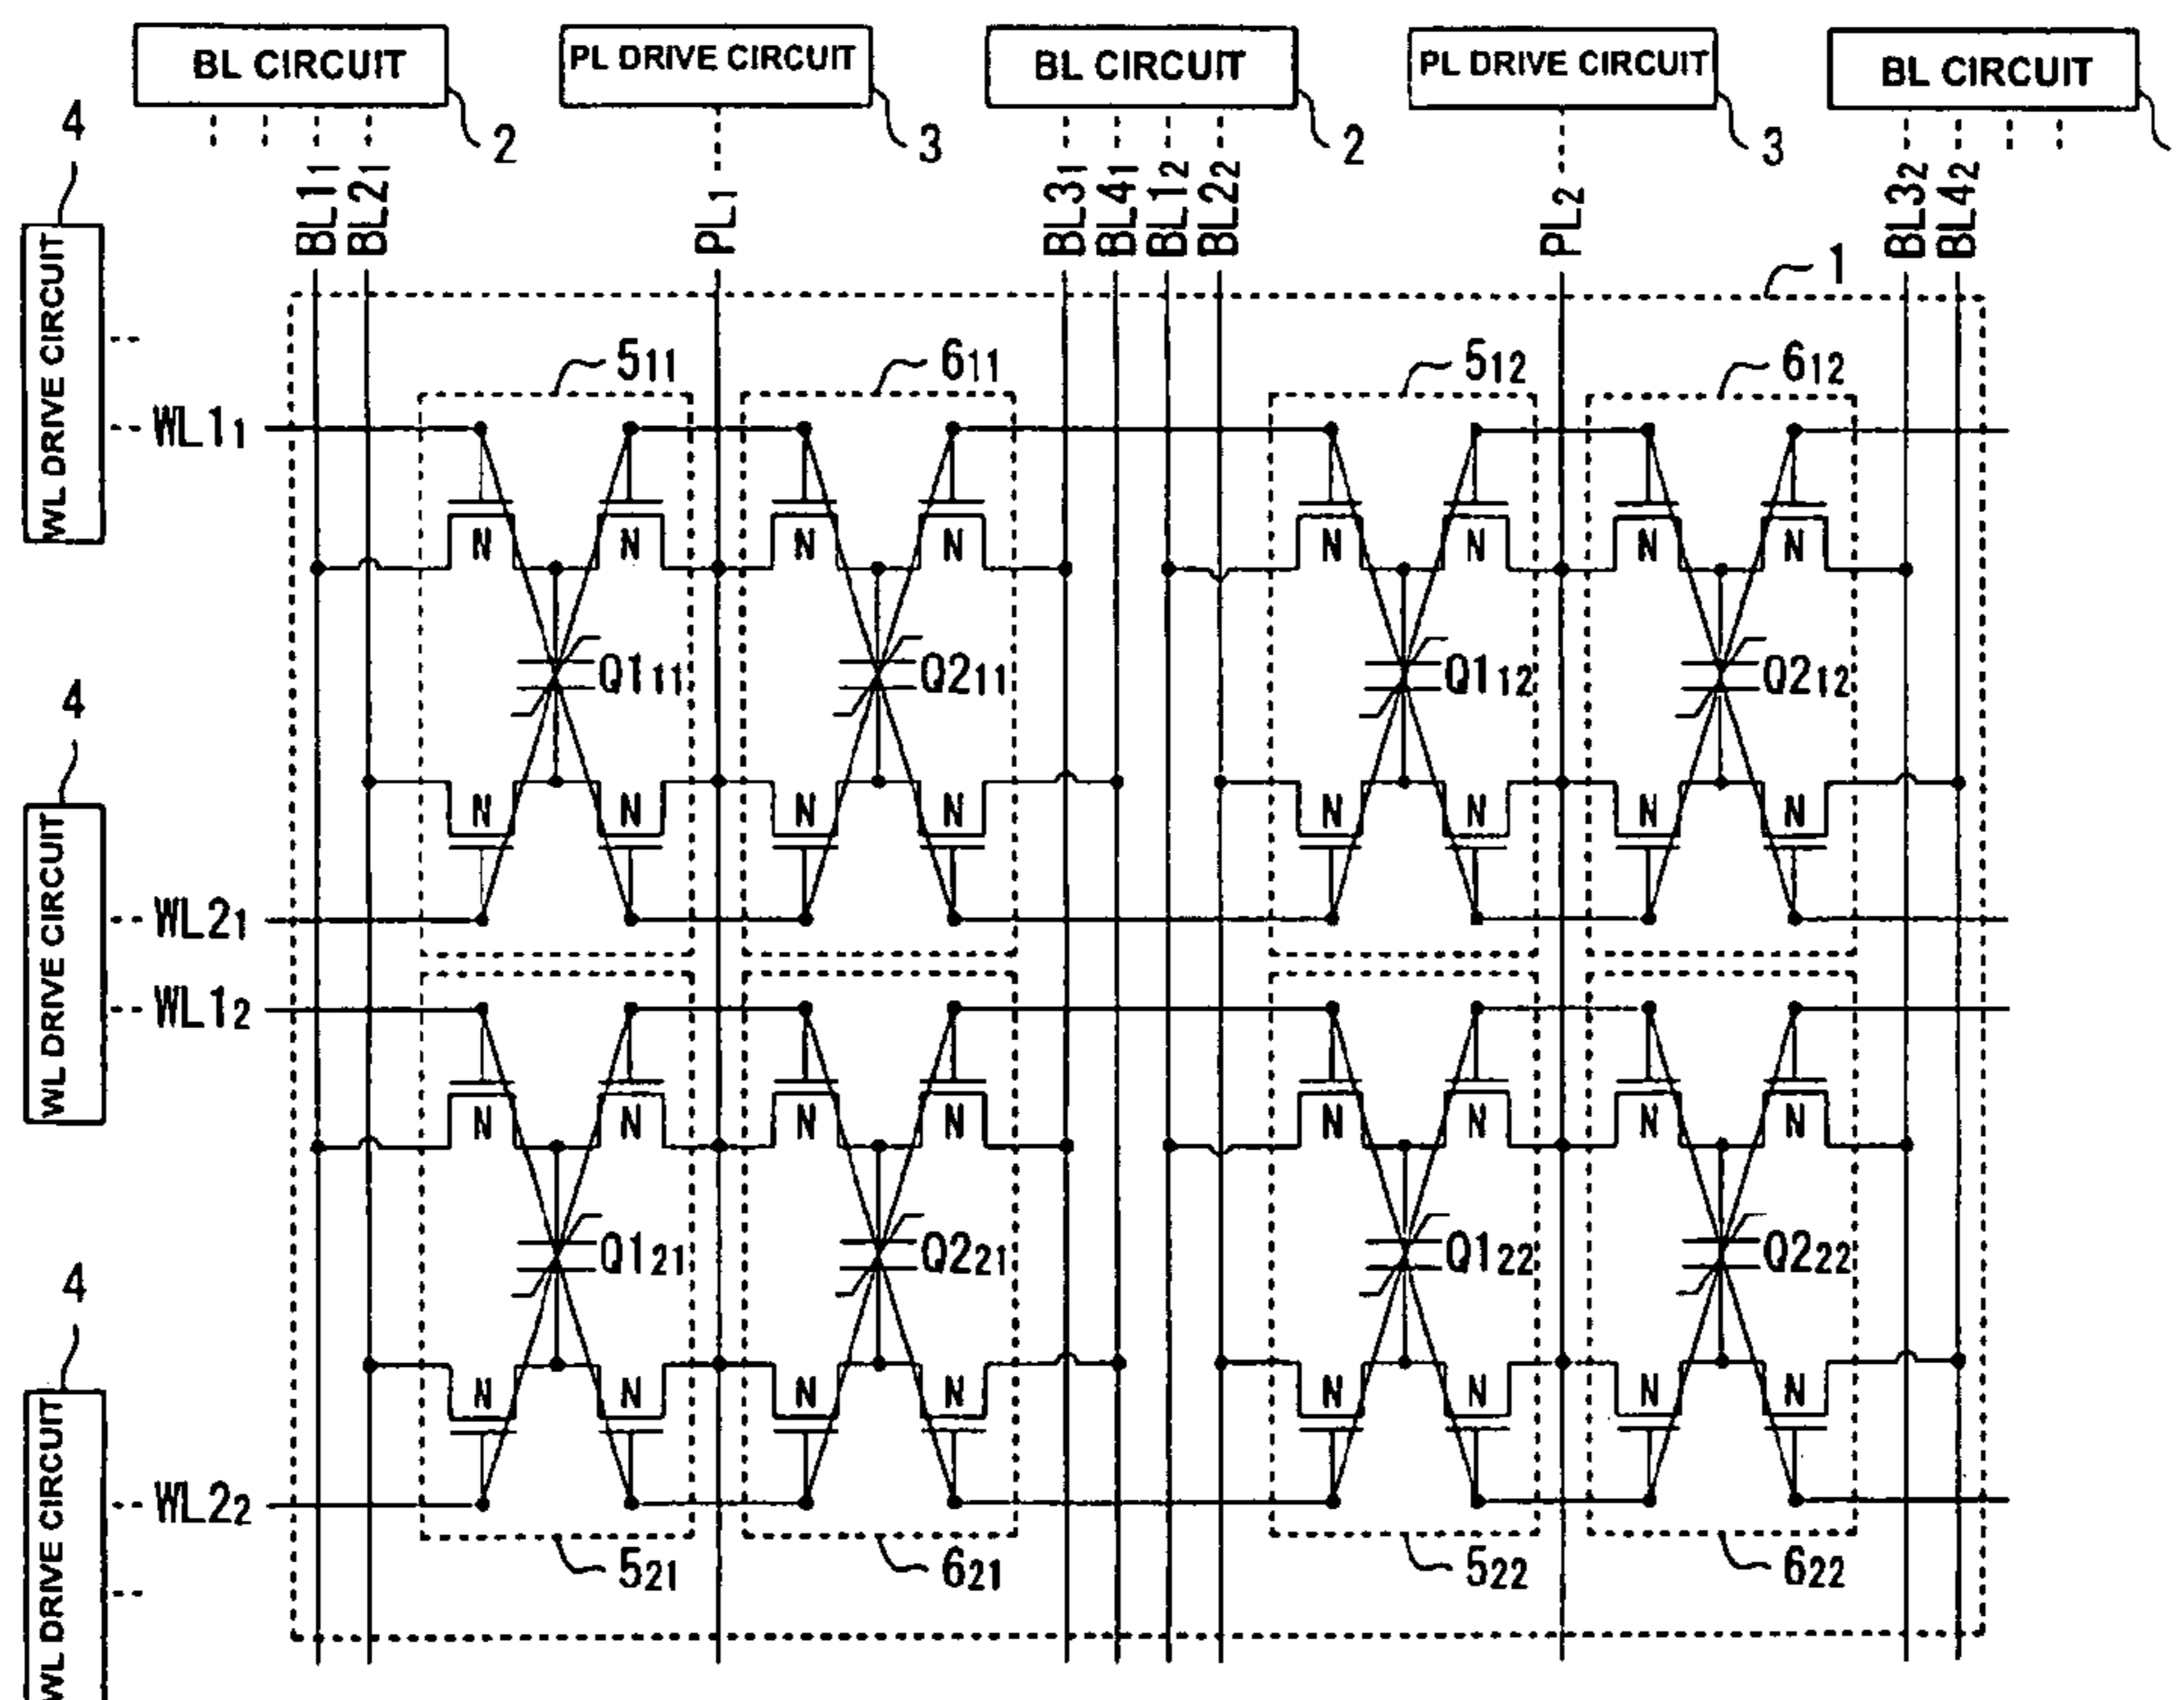 BL CIRCUIT
PL DRIVE CIRCUIT
BL CIRCUIT
PL DRIVE CIRCUIT
BL CIRCUIT
2
3
2
3
4
WL DRIVE CIRCUIT
BL1₁
BL2₁
PL₁
BL3₁
BL4₁
BL1₂
BL2₂
PL₂
BL3₂
BL4₂
1
5₁₁
6₁₁
5₁₂
6₁₂
WL1₁
N N N N N N N N
Q1₁₁ Q2₁₁ Q1₁₂ Q2₁₂
4
WL DRIVE CIRCUIT
N N N N N N N N
WL2₁
WL1₂
N N N N N N N N
Q1₂₁ Q2₂₁ Q1₂₂ Q2₂₂
4
WL DRIVE CIRCUIT
N N N N N N N N
WL2₂
5₂₁
6₂₁
5₂₂
6₂₂